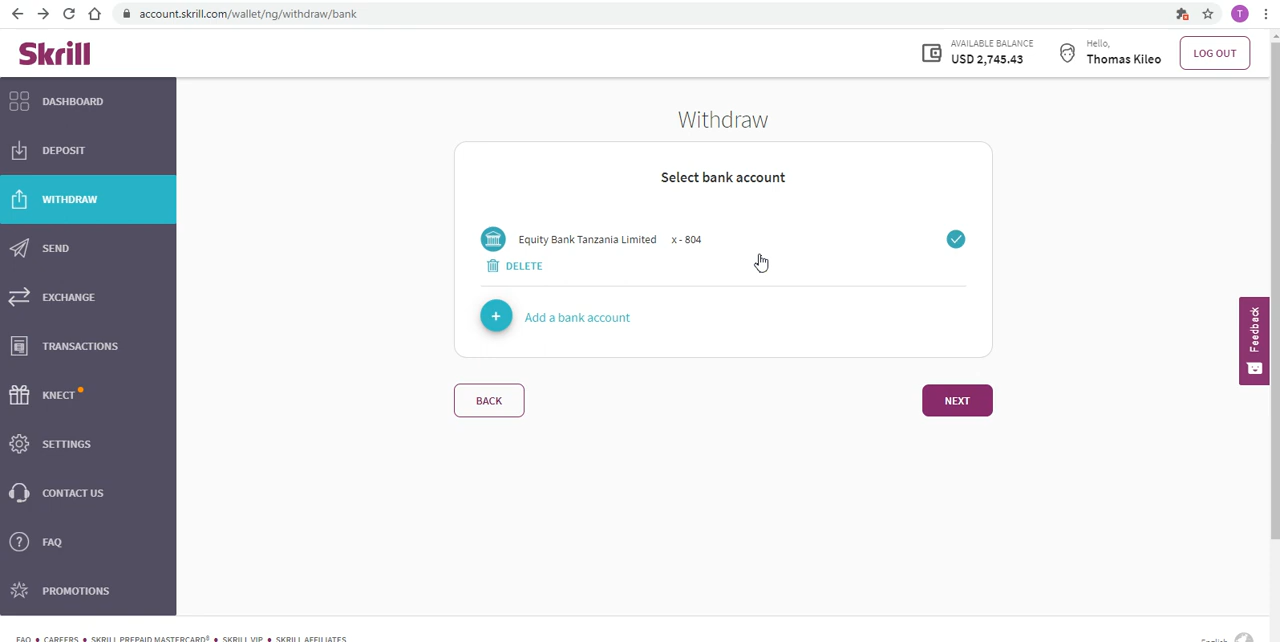 account.skrill.com/wallet/ng/withdraw/bank
T
Skrill
AVAILABLE BALANCE
USD 2,745.43
Hello,
Thomas Kileo
LOG OUT
DASHBOARD
DEPOSIT
WITHDRAW
SEND
EXCHANGE
TRANSACTIONS
KNECT
SETTINGS
CONTACT US
FAQ
PROMOTIONS
Withdraw
Select bank account
Equity Bank Tanzania Limited x - 804
DELETE
+ Add a bank account
BACK
NEXT
Feedback
FAQ • CAREERS • SKRILL PREPAID MASTERCARD® • SKRILL VIP • SKRILL AFFILIATES
English